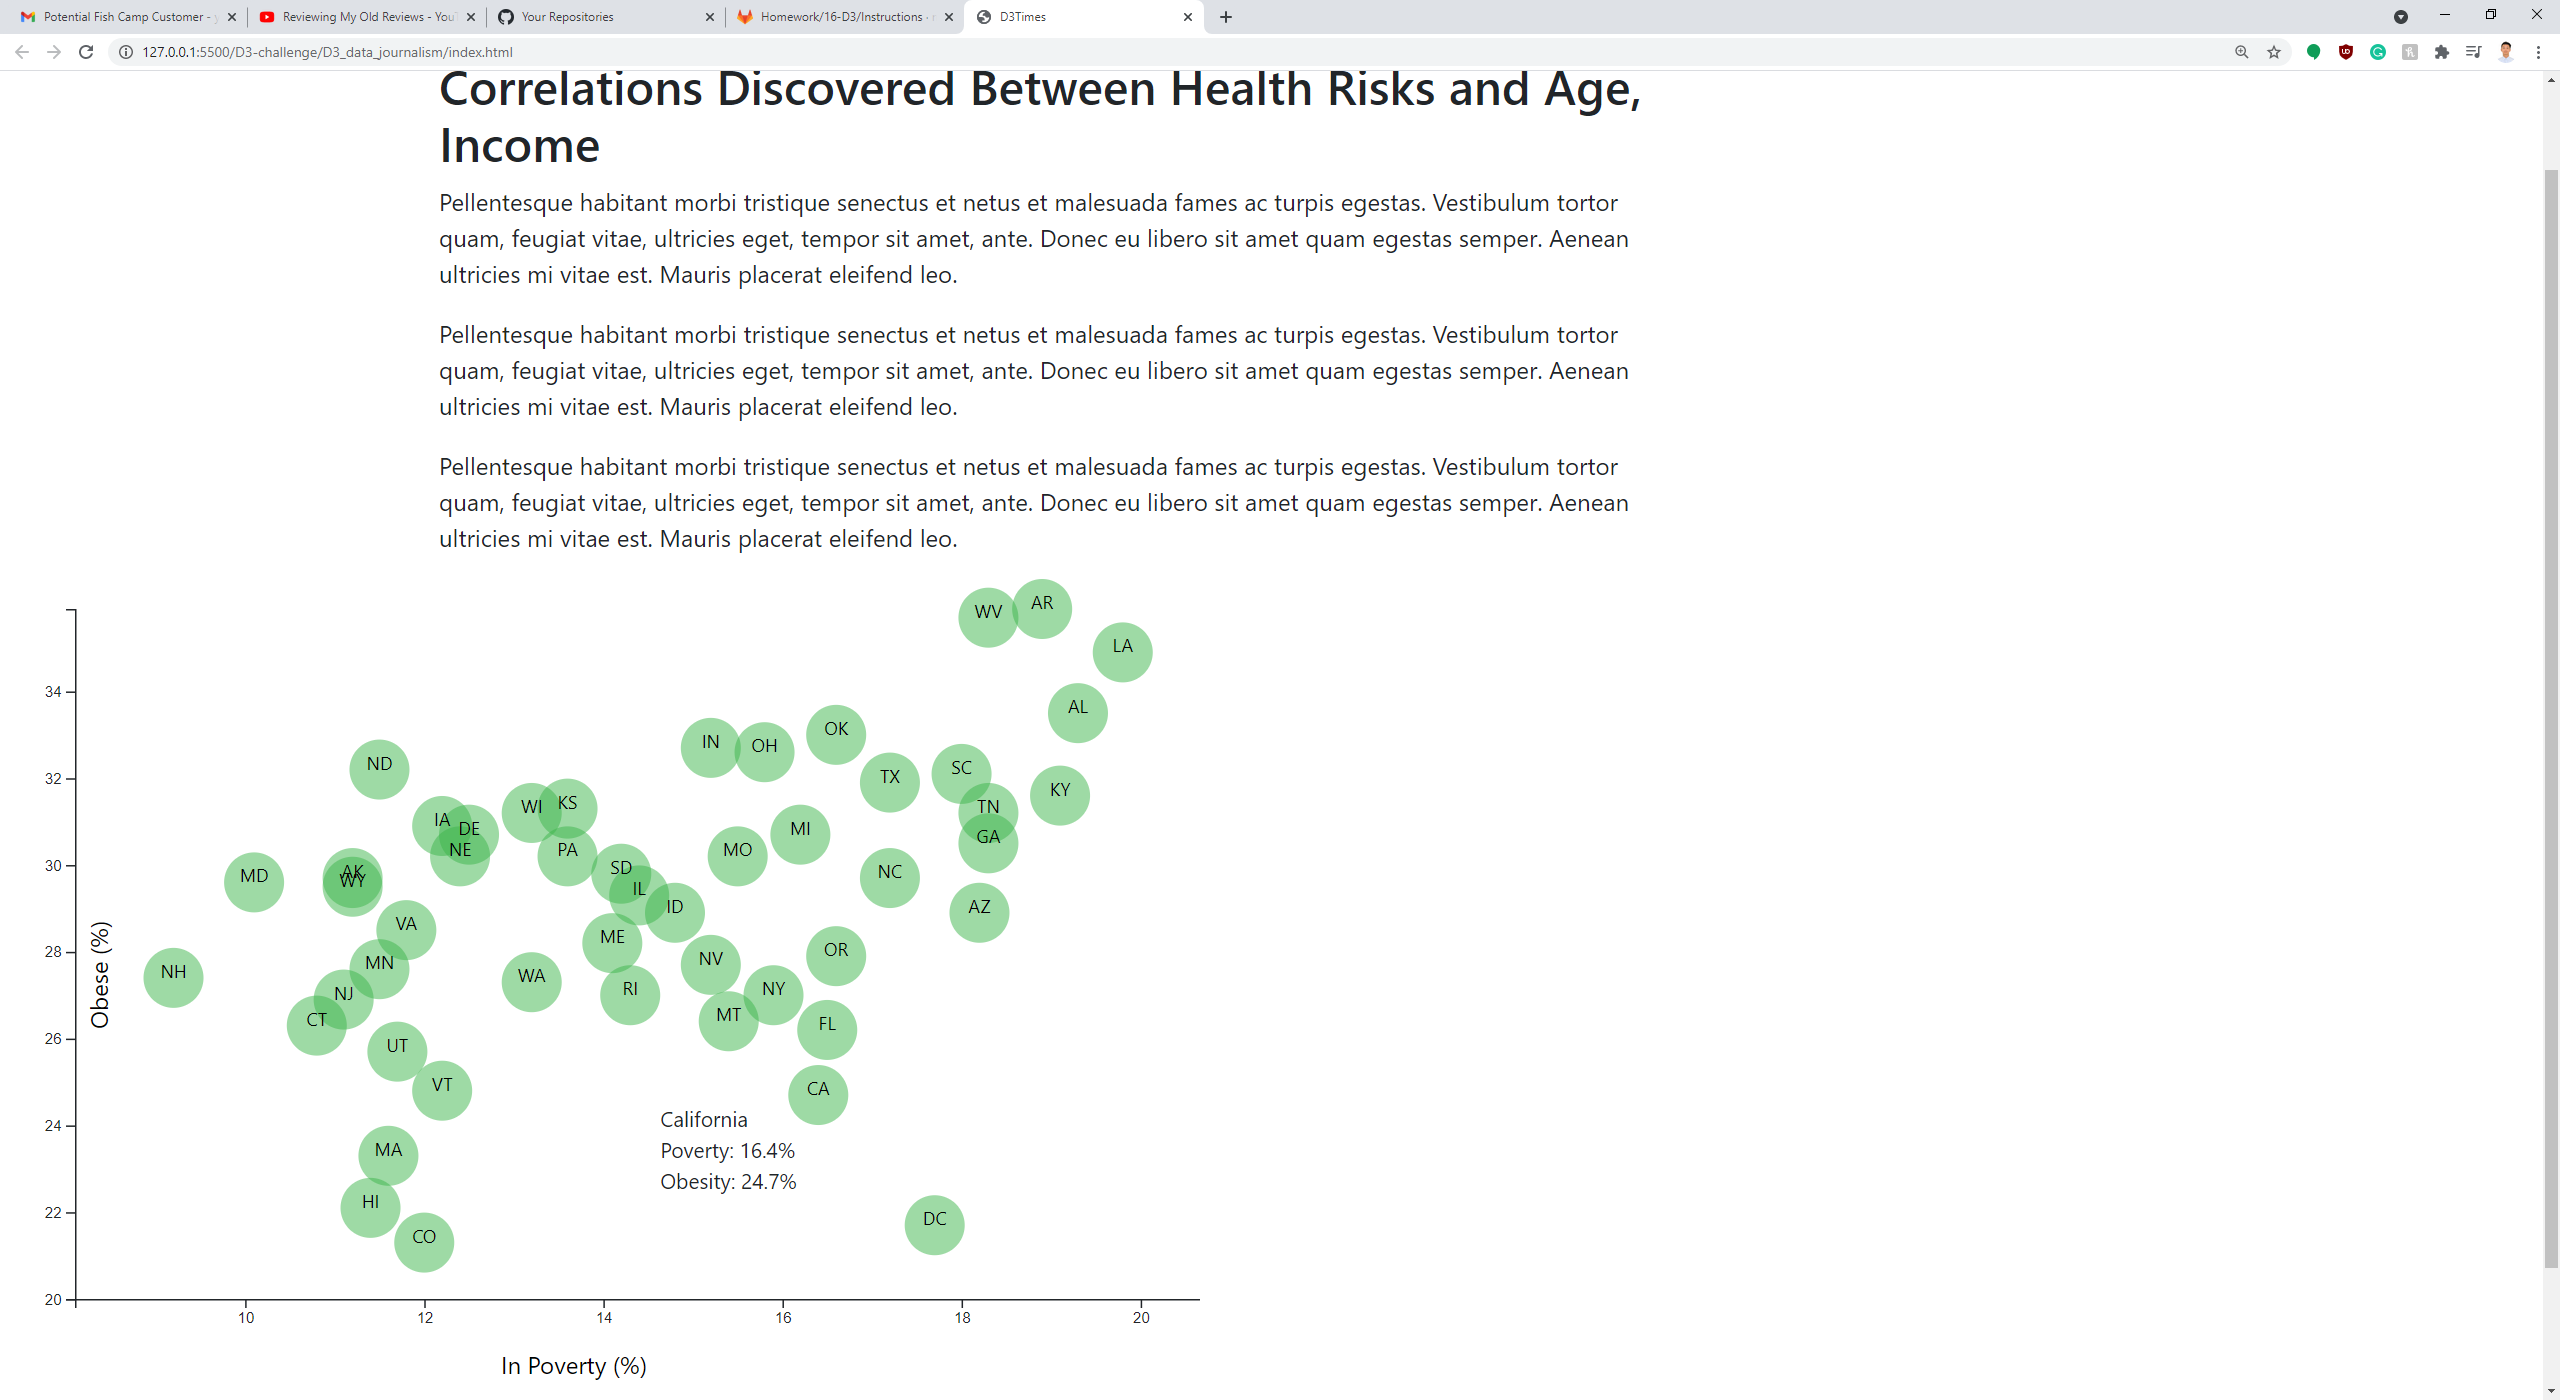 Potential Fish Camp Customer -
Reviewing My Old Reviews - You
Your Repositories
Homework/16-D3/Instructions ·
D3Times
127.0.0.1:5500/D3-challenge/D3_data_journalism/index.html
Correlations Discovered Between Health Risks and Age,
Income
Pellentesque habitant morbi tristique senectus et netus et malesuada fames ac turpis egestas. Vestibulum tortor
quam, feugiat vitae, ultricies eget, tempor sit amet, ante. Donec eu libero sit amet quam egestas semper. Aenean
ultricies mi vitae est. Mauris placerat eleifend leo.
Pellentesque habitant morbi tristique senectus et netus et malesuada fames ac turpis egestas. Vestibulum tortor
quam, feugiat vitae, ultricies eget, tempor sit amet, ante. Donec eu libero sit amet quam egestas semper. Aenean
ultricies mi vitae est. Mauris placerat eleifend leo.
Pellentesque habitant morbi tristique senectus et netus et malesuada fames ac turpis egestas. Vestibulum tortor
quam, feugiat vitae, ultricies eget, tempor sit amet, ante. Donec eu libero sit amet quam egestas semper. Aenean
ultricies mi vitae est. Mauris placerat eleifend leo.
AR
WV
LA
34
AL
OK
IN
OH
ND
SC
TX
32
KY
KS
WI
TN
IA
DE
MI
GA
NE
PA
MO
30
SD
AK
NC
MD
WY
IL
ID
AZ
VA
ME
OR
28
NV
MN
NH
WA
NY
RI
NJ
MT
CT
FL
Obese (%)
26
UT
VT
CA
California
24
Poverty: 16.4%
MA
Obesity: 24.7%
HI
22
DC
CO
20
10
12
14
16
18
20
In Poverty (%)